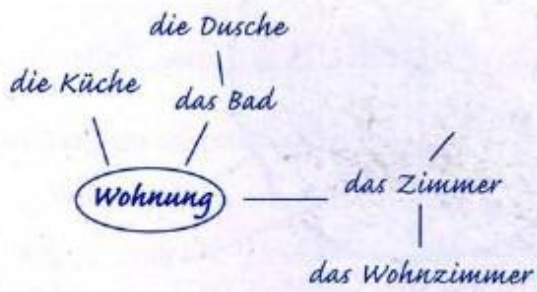 die Dusche
die Küche
das Bad
Wohnung
das Zimmer
das Wohnzimmer